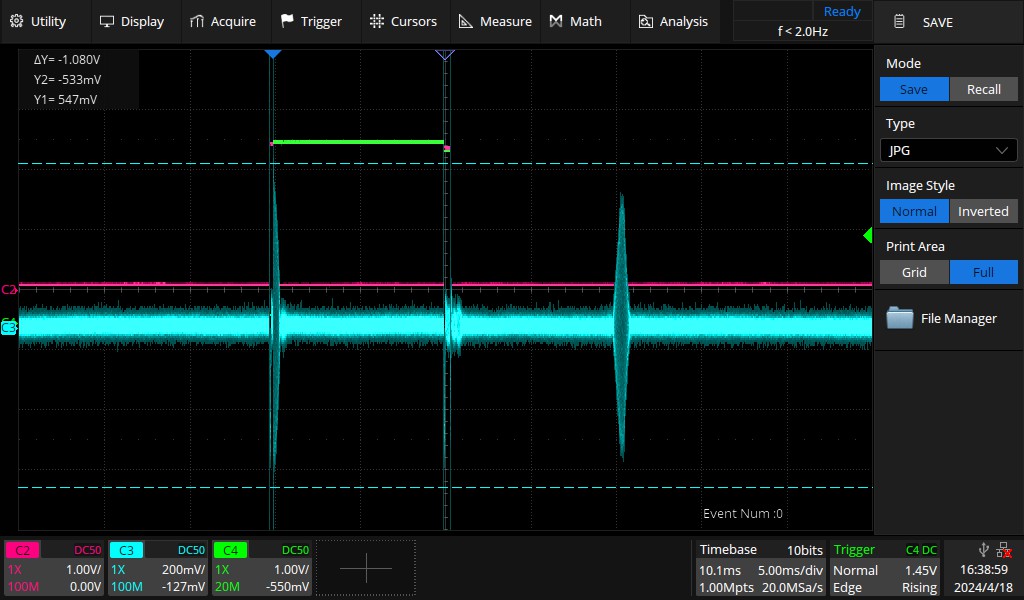 Utility Display Acquire Trigger Cursors Measure Math Analysis Ready SAVE
f < 2.0Hz
ΔY= -1.080V
Y2= -533mV
Y1= 547mV
Mode
Save Recall
Type
JPG
Image Style
Normal Inverted
Print Area
Grid Full
File Manager
C2
C3
Event Num :0
C2 DC50 C3 DC50 C4 DC50 Timebase 10bits Trigger C4 DC
1X 1.00V/ 1X 200mV/ 1X 1.00V/ 10.1ms 5.00ms/div Normal 1.45V 16:38:59
100M 0.00V 100M -127mV 20M -550mV 1.00Mpts 20.0MSa/s Edge Rising 2024/4/18